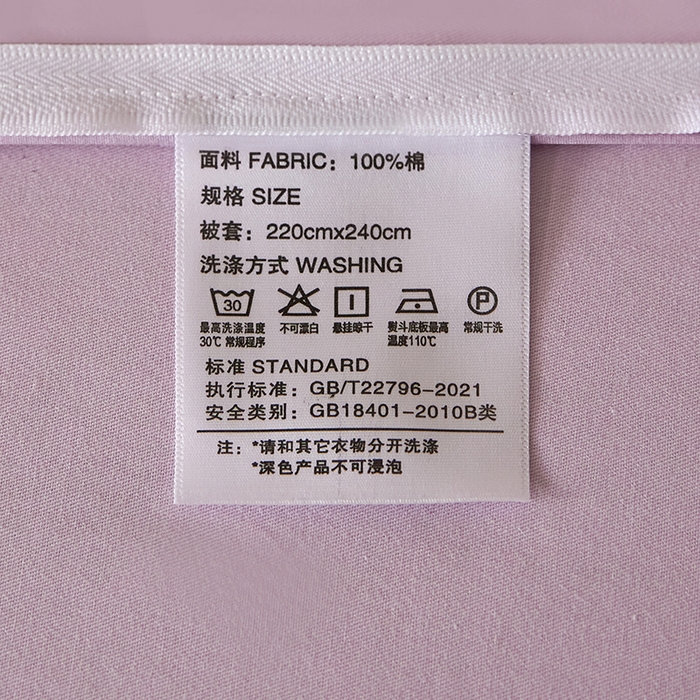 面料 FABRIC：100%棉
规格 SIZE
被套：220cmx240cm
洗涤方式 WASHING
30 P
最高洗涤温度 不可漂白 悬挂晾干 熨斗底板最高 常规干洗
30℃ 常规程序 温度110℃
标准 STANDARD
执行标准：GB/T22796-2021
安全类别：GB18401-2010B类
注：*请和其它衣物分开洗涤
*深色产品不可浸泡